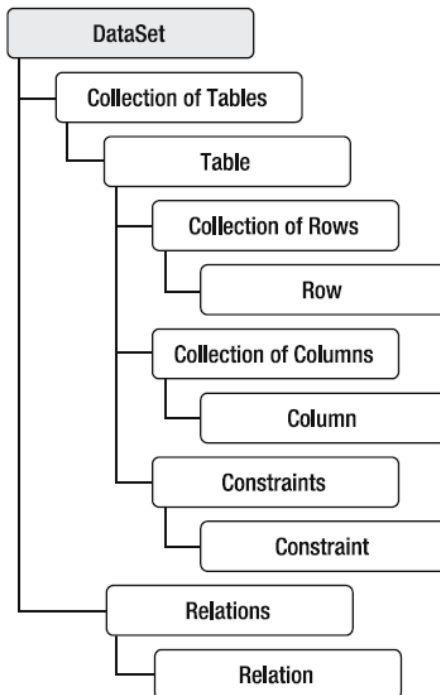 DataSet
Collection of Tables
Table
Collection of Rows
Row
Collection of Columns
Column
Constraints
Constraint
Relations
Relation